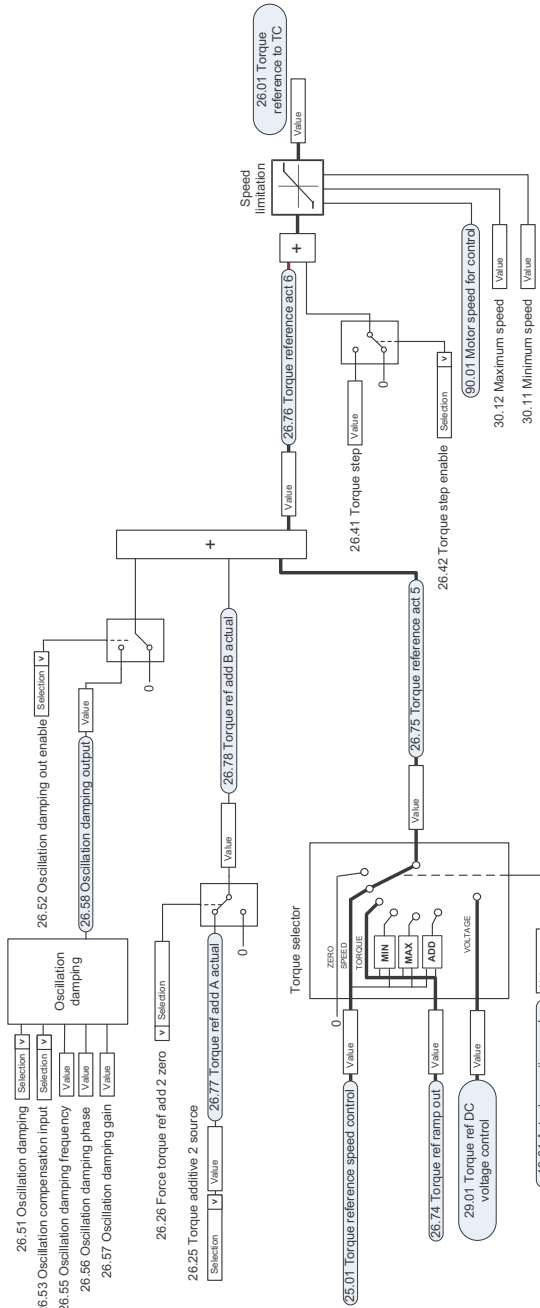 26.51 Oscillation damping
Selection
v
6.53 Oscillation compensation input
Selection
v
26.55 Oscillation damping frequency
Value
26.56 Oscillation damping phase
Value
26.57 Oscillation damping gain
Value
Oscillation
damping
26.52 Oscillation damping out enable
Selection
v
26.58 Oscillation damping output
Value
0
26.26 Force torque ref add 2 zero
v
Selection
26.25 Torque additive 2 source
Selection
v
Value
26.77 Torque ref add A actual
0
Value
26.78 Torque ref add B actual
+
Value
26.76 Torque reference act 6
+
Speed
limitation
Value
26.01 Torque
reference to TC
26.41 Torque step
Value
0
26.42 Torque step enable
Selection
v
90.01 Motor speed for control
30.12 Maximum speed
Value
30.11 Minimum speed
Value
Torque selector
0
ZERO
SPEED
TORQUE
MIN
MAX
ADD
VOLTAGE
25.01 Torque reference speed control
Value
26.74 Torque ref ramp out
Value
29.01 Torque ref DC
voltage control
Value
Value
26.75 Torque reference act 5